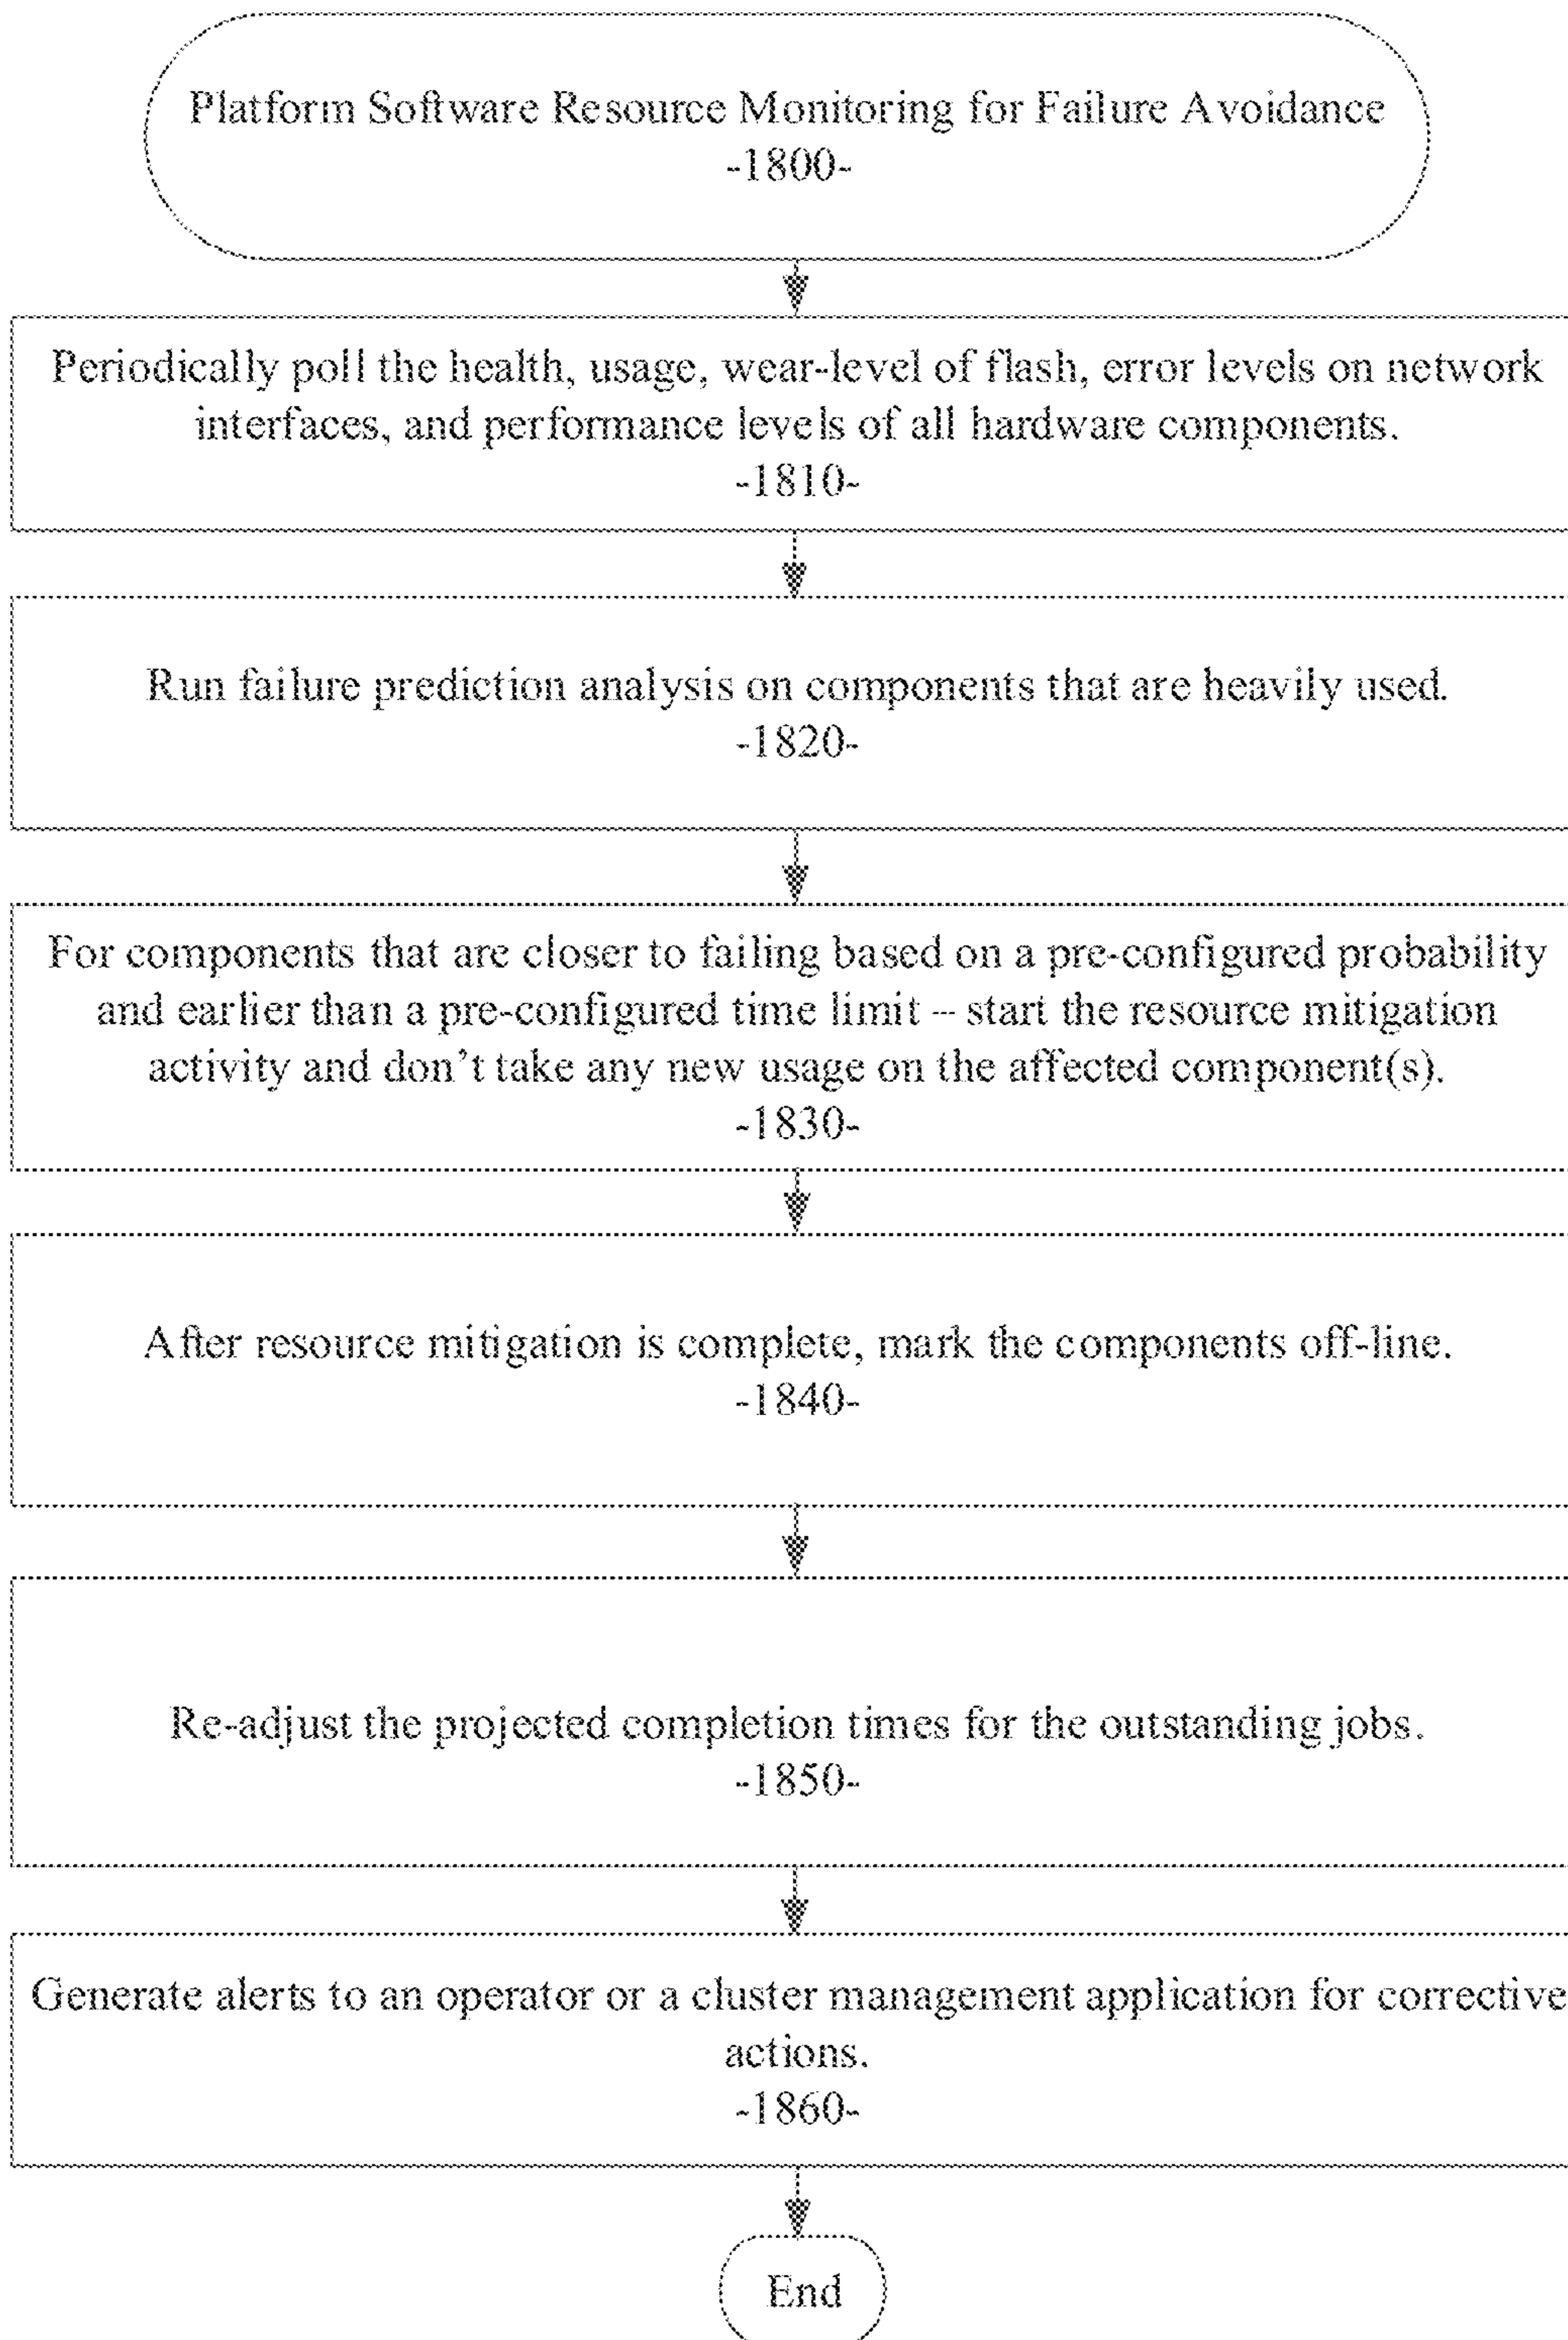 Platform Software Resource Monitoring for Failure Avoidance
-1800-
Periodically poll the health, usage, wear-level of flash, error levels on network
interfaces, and performance levels of all hardware components.
-1810-
Run failure prediction analysis on components that are heavily used.
-1820-
For components that are closer to failing based on a pre-configured probability
and earlier than a pre-configured time limit – start the resource mitigation
activity and don't take any new usage on the affected component(s).
-1830-
After resource mitigation is complete, mark the components off-line.
-1840-
Re-adjust the projected completion times for the outstanding jobs.
-1850-
Generate alerts to an operator or a cluster management application for corrective
actions.
-1860-
End